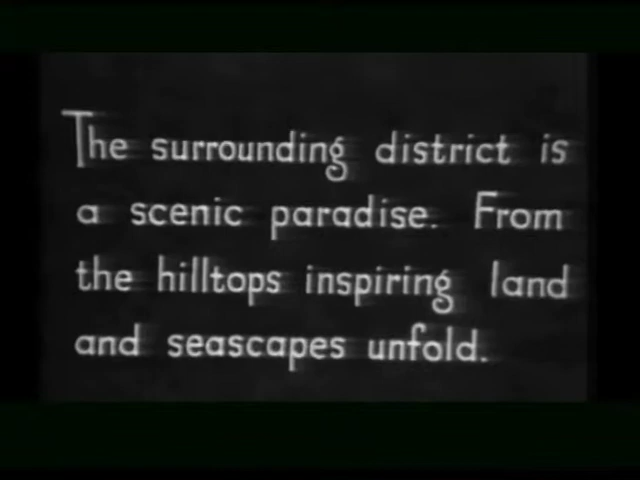 The surrounding district is
a scenic paradise. From
the hilltops inspiring land
and seascapes unfold.